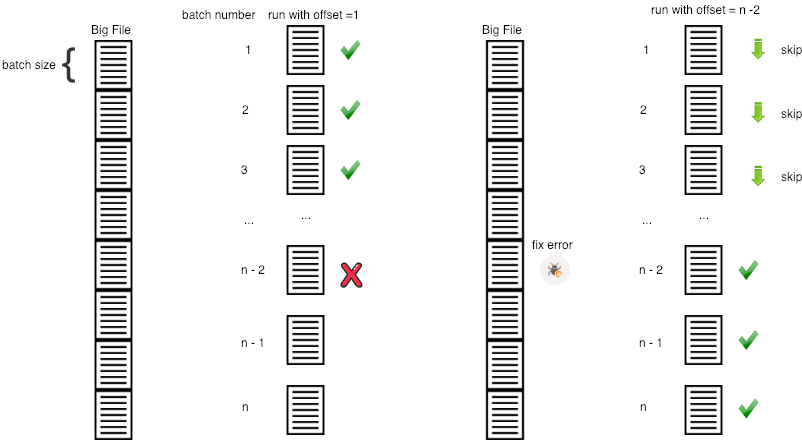 batch number run with offset =1
Big File
batch size {
1
2
3
... ...
n - 2
n - 1
n
run with offset = n -2
Big File
1 skip
2 skip
3 skip
... ...
fix error
n - 2
n - 1
n